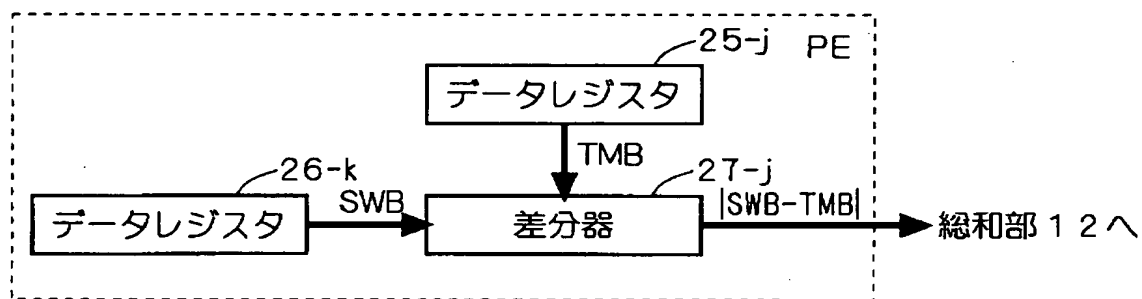 25-j
PE
データレジスタ
TMB
26-k
27-j
SWB
|SWB-TMB|
データレジスタ
差分器
総和部12へ